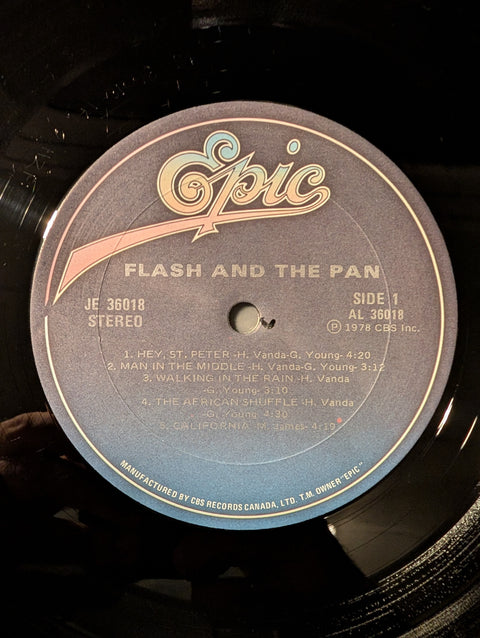 Epic
FLASH AND THE PAN
JE 36018
STEREO
SIDE 1
AL 36018
Ⓟ 1978 CBS Inc.
1. HEY, ST. PETER -H. Vanda-G. Young- 4:20
2. MAN IN THE MIDDLE -H. Vanda-G. Young- 3:12
3. WALKING IN THE RAIN -H. Vanda
-G. Young- 3:10
4. THE AFRICAN SHUFFLE -H. Vanda
-G. Young- 4:30
5. CALIFORNIA -M. James- 4:19
MANUFACTURED BY CBS RECORDS CANADA, LTD. T.M. OWNER "EPIC"